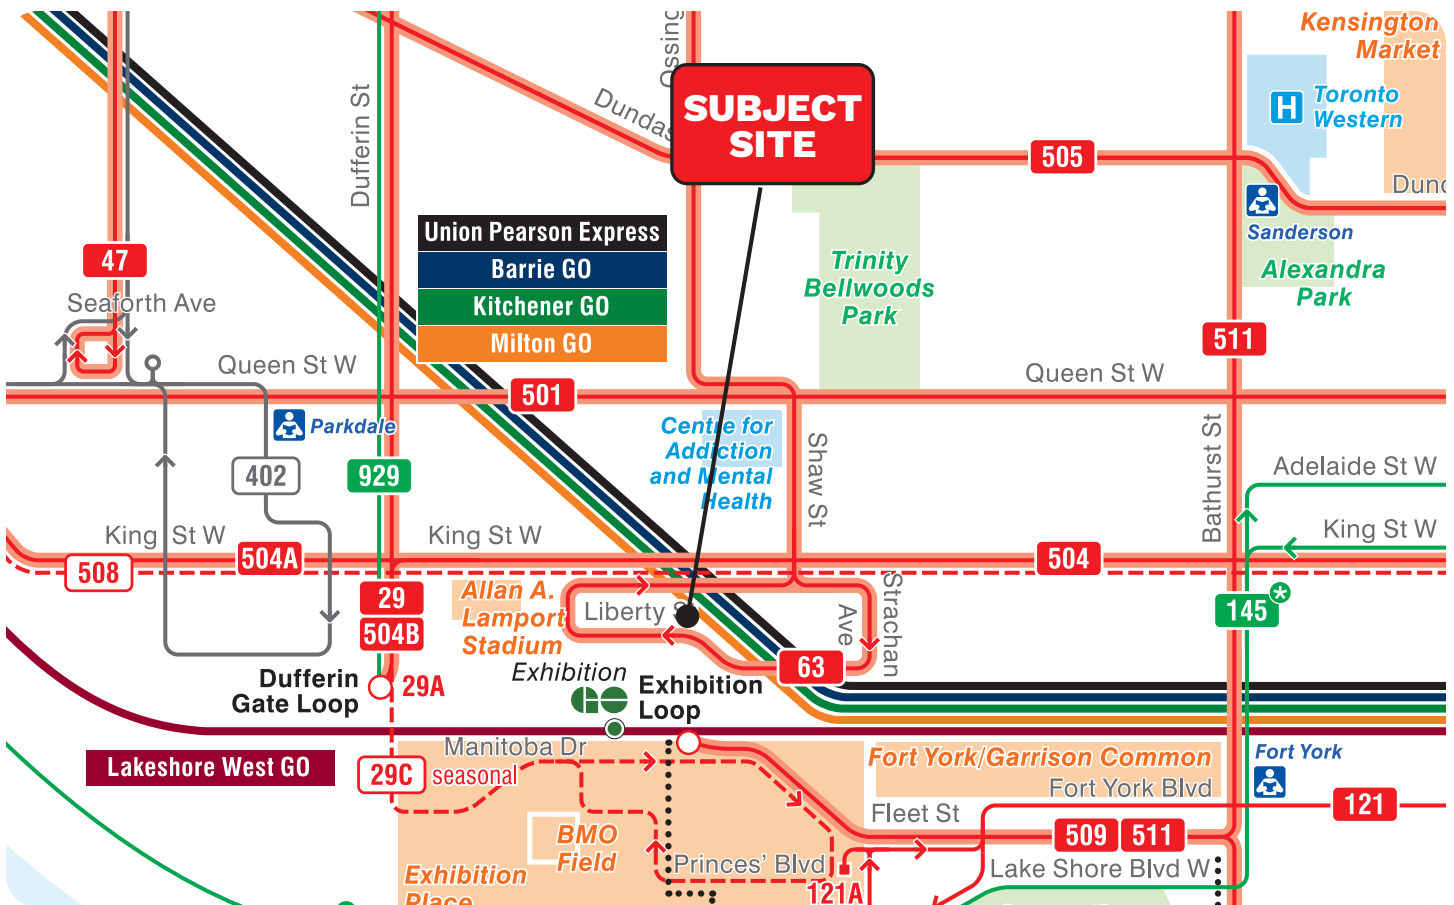 Kensington
Market
Ossing
Dufferin St
Dundas
SUBJECT
SITE
H
Toronto
Western
505
Sanderson
Alexandra
Park
Union Pearson Express
Barrie GO
Kitchener GO
Milton GO
Trinity
Bellwoods
Park
47
Seaforth Ave
511
Queen St W
501
Queen St W
Parkdale
Centre for
Addiction
and Mental
Health
Shaw St
Bathurst St
402
929
Adelaide St W
King St W
King St W
King St W
504A
508
504
29
504B
Allan A.
Lamport
Stadium
Liberty S
Strachan
Ave
145
*
63
Dufferin
Gate Loop
29A
Exhibition
GO
Exhibition
Loop
Lakeshore West GO
29C
seasonal
Manitoba Dr
Fort York/Garrison Common
Fort York
Fort York Blvd
121
Fleet St
509
511
BMO
Field
Princes' Blvd
121A
Lake Shore Blvd W
Exhibition
Place